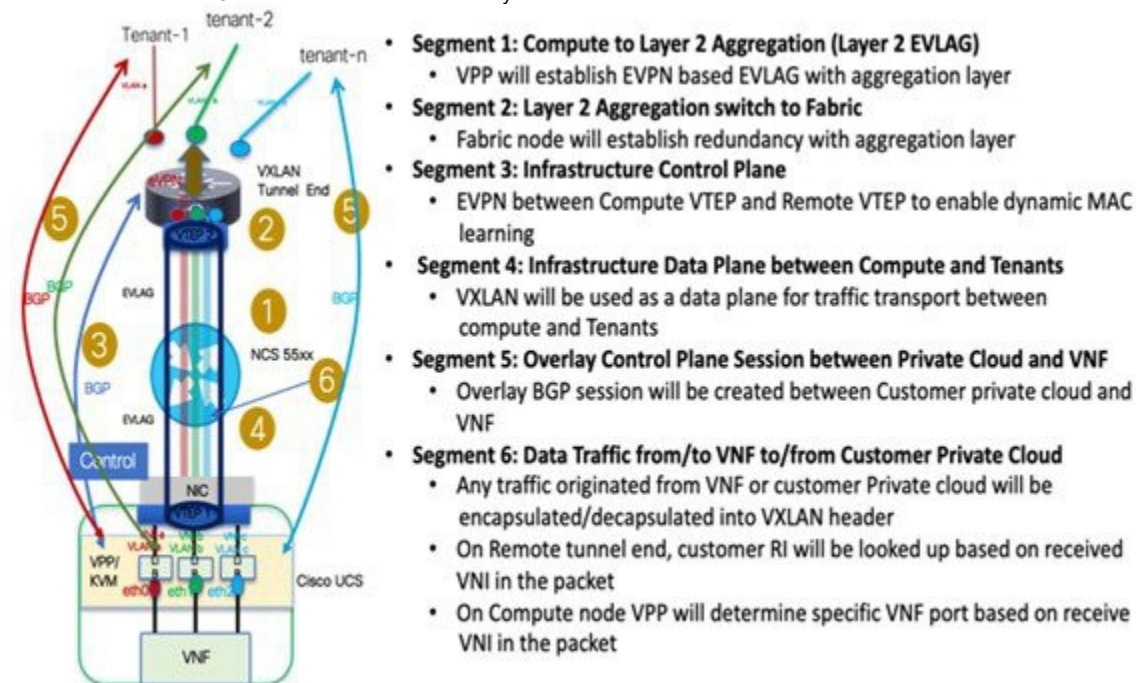 tenant-2
Tenant-1
tenant-n
VLAN a
EVPN
VXLAN
Tunnel End
5
5
2
VTEP 2
BGP
BGP
BGP
EVLAG
1
3
NCS 55xx
6
BGP
EVLAG
4
Control
NIC
VTEP 1
VLAN a
VLAN b
VLAN c
VPP/
KVM
Cisco UCS
eth0
eth1
eth2
VNF
• Segment 1: Compute to Layer 2 Aggregation (Layer 2 EVLAG)
• VPP will establish EVPN based EVLAG with aggregation layer
• Segment 2: Layer 2 Aggregation switch to Fabric
• Fabric node will establish redundancy with aggregation layer
• Segment 3: Infrastructure Control Plane
• EVPN between Compute VTEP and Remote VTEP to enable dynamic MAC
learning
• Segment 4: Infrastructure Data Plane between Compute and Tenants
• VXLAN will be used as a data plane for traffic transport between
compute and Tenants
• Segment 5: Overlay Control Plane Session between Private Cloud and VNF
• Overlay BGP session will be created between Customer private cloud and
VNF
• Segment 6: Data Traffic from/to VNF to/from Customer Private Cloud
• Any traffic originated from VNF or customer Private cloud will be
encapsulated/decapsulated into VXLAN header
• On Remote tunnel end, customer RI will be looked up based on received
VNI in the packet
• On Compute node VPP will determine specific VNF port based on receive
VNI in the packet